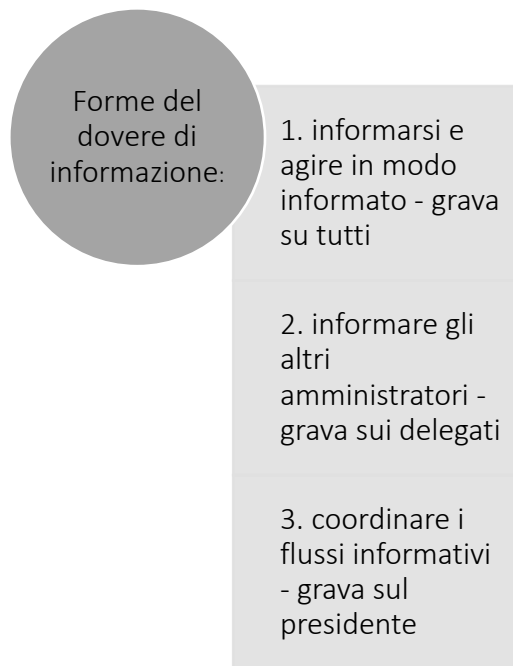 Forme del
dovere di
informazione:
1. informarsi e
agire in modo
informato - grava
su tutti
2. informare gli
altri
amministratori -
grava sui delegati
3. coordinare i
flussi informativi
- grava sul
presidente